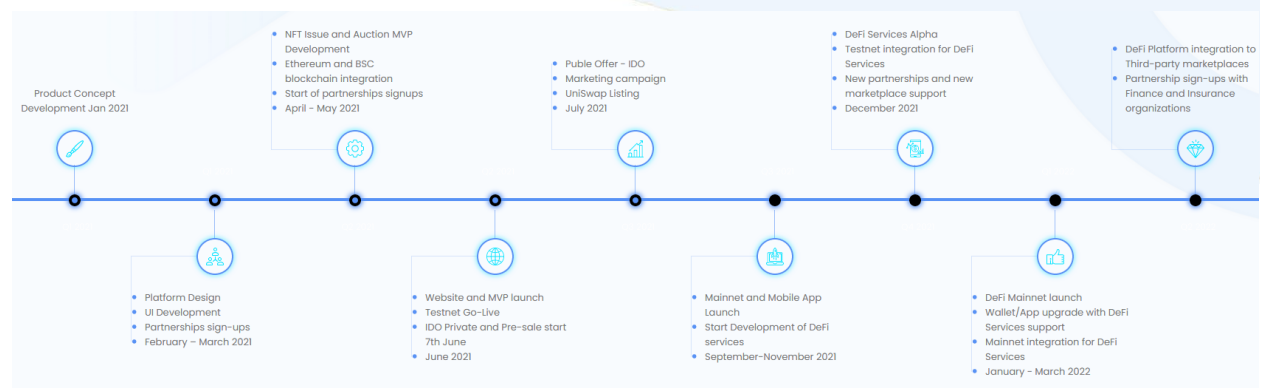 Product Concept
Development Jan 2021
Platform Design
UI Development
Partnerships sign-ups
February – March 2021
NFT Issue and Auction MVP
Development
Ethereum and BSC
blockchain integration
Start of partnerships signups
April - May 2021
Website and MVP launch
Testnet Go-Live
IDO Private and Pre-sale start
7th June
June 2021
Puble Offer - IDO
Marketing campaign
UniSwap Listing
July 2021
Mainnet and Mobile App
Launch
Start Development of DeFi
services
September-November 2021
DeFi Services Alpha
Testnet integration for DeFi
Services
New partnerships and new
marketplace support
December 2021
DeFi Mainnet launch
Wallet/App upgrade with DeFi
Services support
Mainnet integration for DeFi
Services
January - March 2022
DeFi Platform integration to
Third-party marketplaces
Partnership sign-ups with
Finance and Insurance
organizations